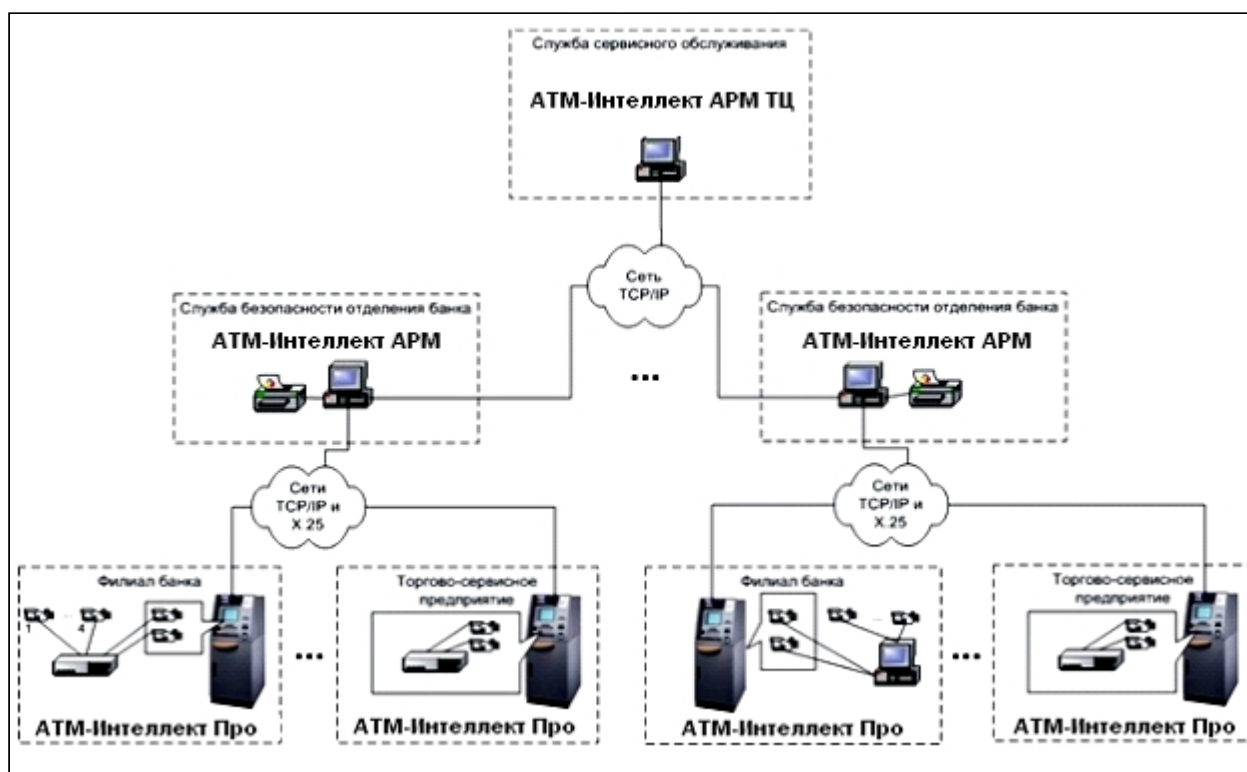 Служба сервисного обслуживания
АТМ-Интеллект АРМ ТЦ
Сеть
TCP/IP
Служба безопасности отделения банка
АТМ-Интеллект АРМ
...
Служба безопасности отделения банка
АТМ-Интеллект АРМ
Сети
TCP/IP и
X.25
Сети
TCP/IP и
X.25
Филиал банка
1
...
4
АТМ-Интеллект Про
...
Торгово-сервисное
предприятие
АТМ-Интеллект Про
Филиал банка
...
АТМ-Интеллект Про
...
Торгово-сервисное
предприятие
АТМ-Интеллект Про